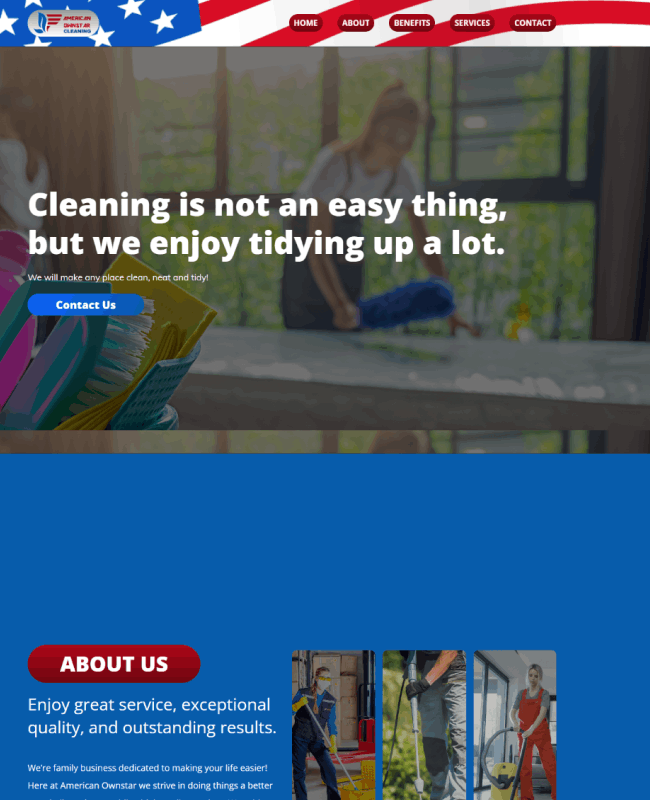 AMERICAN
OWNSTAR
CLEANING
HOME
ABOUT
BENEFITS
SERVICES
CONTACT
Cleaning is not an easy thing,
but we enjoy tidying up a lot.
We will make any place clean, neat and tidy!
Contact Us
ABOUT US
Enjoy great service, exceptional
quality, and outstanding results.
We're family business dedicated to making your life easier!
Here at American Ownstar we strive in doing things a better